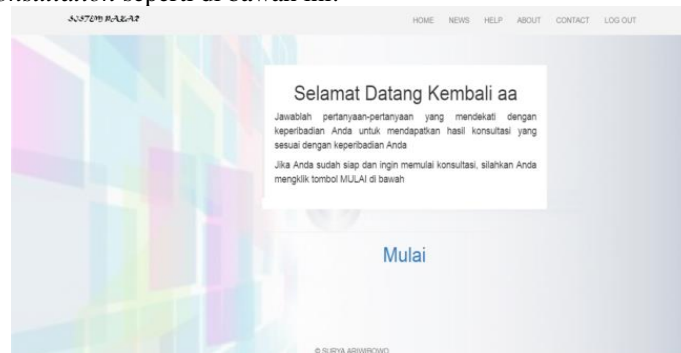 seperti di bawah ini.
SISTEM PAKAR
HOME NEWS HELP ABOUT CONTACT LOG OUT
Selamat Datang Kembali aa
Jawablah pertanyaan-pertanyaan yang mendekati dengan
keperibadian Anda untuk mendapatkan hasil konsultasi yang
sesuai dengan keperibadian Anda
Jika Anda sudah siap dan ingin memulai konsultasi, silahkan Anda
mengklik tombol MULAI di bawah
Mulai
© SURYA ARIWIBOWO